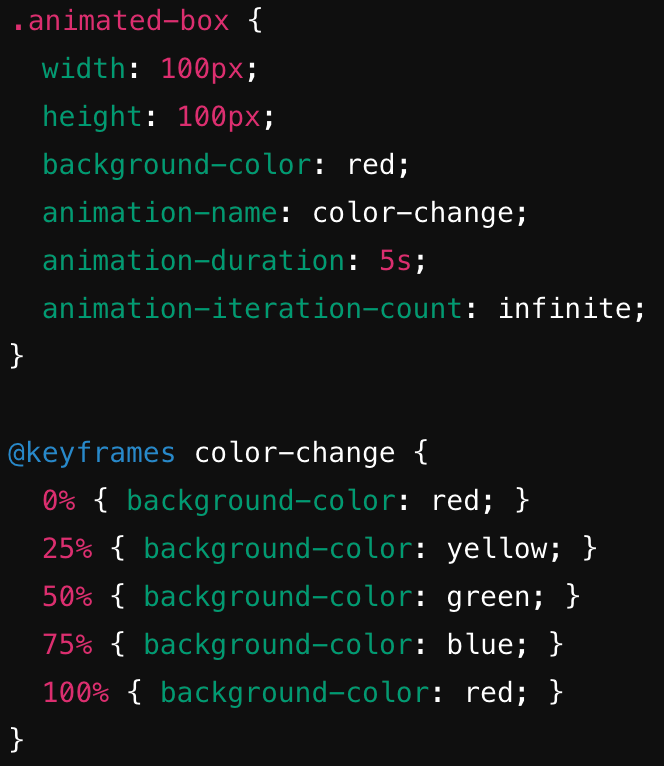 .animated-box {
  width: 100px;
  height: 100px;
  background-color: red;
  animation-name: color-change;
  animation-duration: 5s;
  animation-iteration-count: infinite;
}

@keyframes color-change {
  0% { background-color: red; }
  25% { background-color: yellow; }
  50% { background-color: green; }
  75% { background-color: blue; }
  100% { background-color: red; }
}